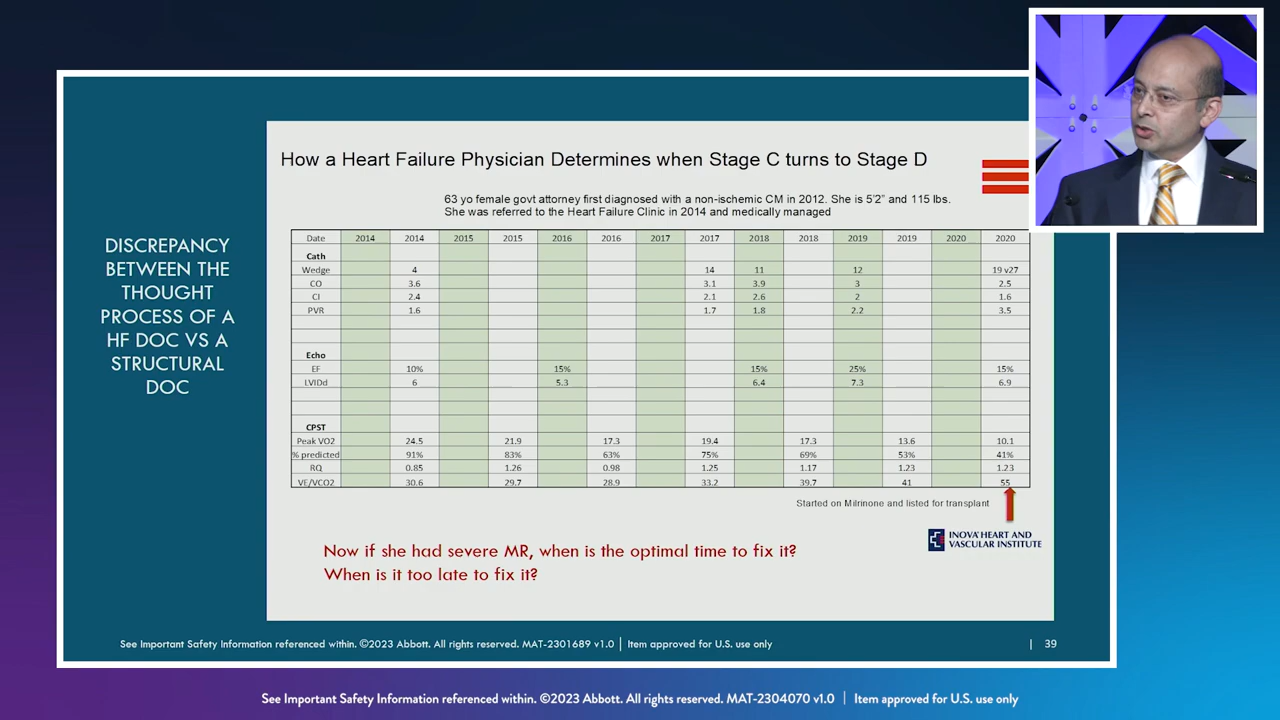 DISCREPANCY
BETWEEN THE
THOUGHT
PROCESS OF A
HF DOC VS A
STRUCTURAL
DOC
How a Heart Failure Physician Determines when Stage C turns to Stage D
63 yo female govt attorney first diagnosed with a non-ischemic CM in 2012. She is 5'2" and 115 lbs.
She was referred to the Heart Failure Clinic in 2014 and medically managed
Date 2014 2014 2015 2015 2016 2016 2017 2017 2018 2018 2019 2019 2020 2020
Cath
Wedge 4 14 11 12 19 v27
CO 3.6 3.1 3.9 3 2.5
CI 2.4 2.1 2.6 2 1.6
PVR 1.6 1.7 1.8 2.2 3.5
Echo
EF 10% 15% 15% 25% 15%
LVIDd 6 5.3 6.4 7.3 6.9
CPST
Peak VO2 24.5 21.9 17.3 19.4 17.3 13.6 10.1
% predicted 91% 83% 63% 75% 69% 53% 41%
RQ 0.85 1.26 0.98 1.25 1.17 1.23 1.23
VE/VCO2 30.6 29.7 28.9 33.2 39.7 41 55
Started on Milrinone and listed for transplant
INOVA HEART AND
VASCULAR INSTITUTE
Now if she had severe MR, when is the optimal time to fix it?
When is it too late to fix it?
See Important Safety Information referenced within. ©2023 Abbott. All rights reserved. MAT-2301689 v1.0 | Item approved for U.S. use only | 39
See Important Safety Information referenced within. ©2023 Abbott. All rights reserved. MAT-2304070 v1.0 | Item approved for U.S. use only